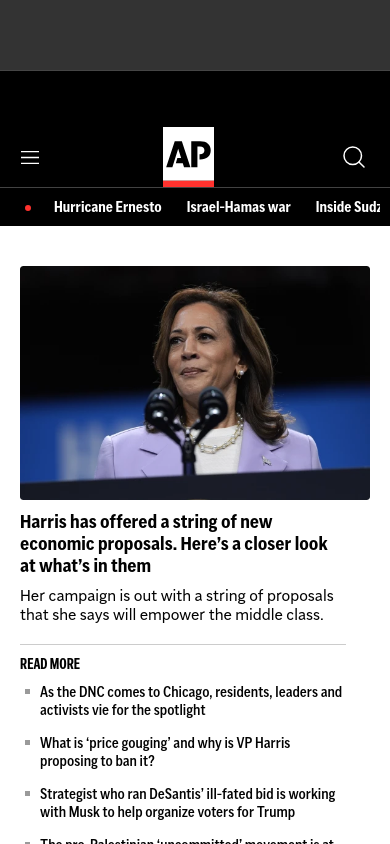 AP
Hurricane Ernesto Israel-Hamas war Inside
Harris has offered a string of new
economic proposals. Here’s a closer look
at what’s in them
Her campaign is out with a string of proposals
that she says will empower the middle class.
READ MORE
As the DNC comes to Chicago, residents, leaders and
activists vie for the spotlight
What is ‘price gouging’ and why is VP Harris
proposing to ban it?
Strategist who ran DeSantis’ ill-fated bid is working
with Musk to help organize voters for Trump
The pro-Palestinian ‘uncommitted’ movement is at